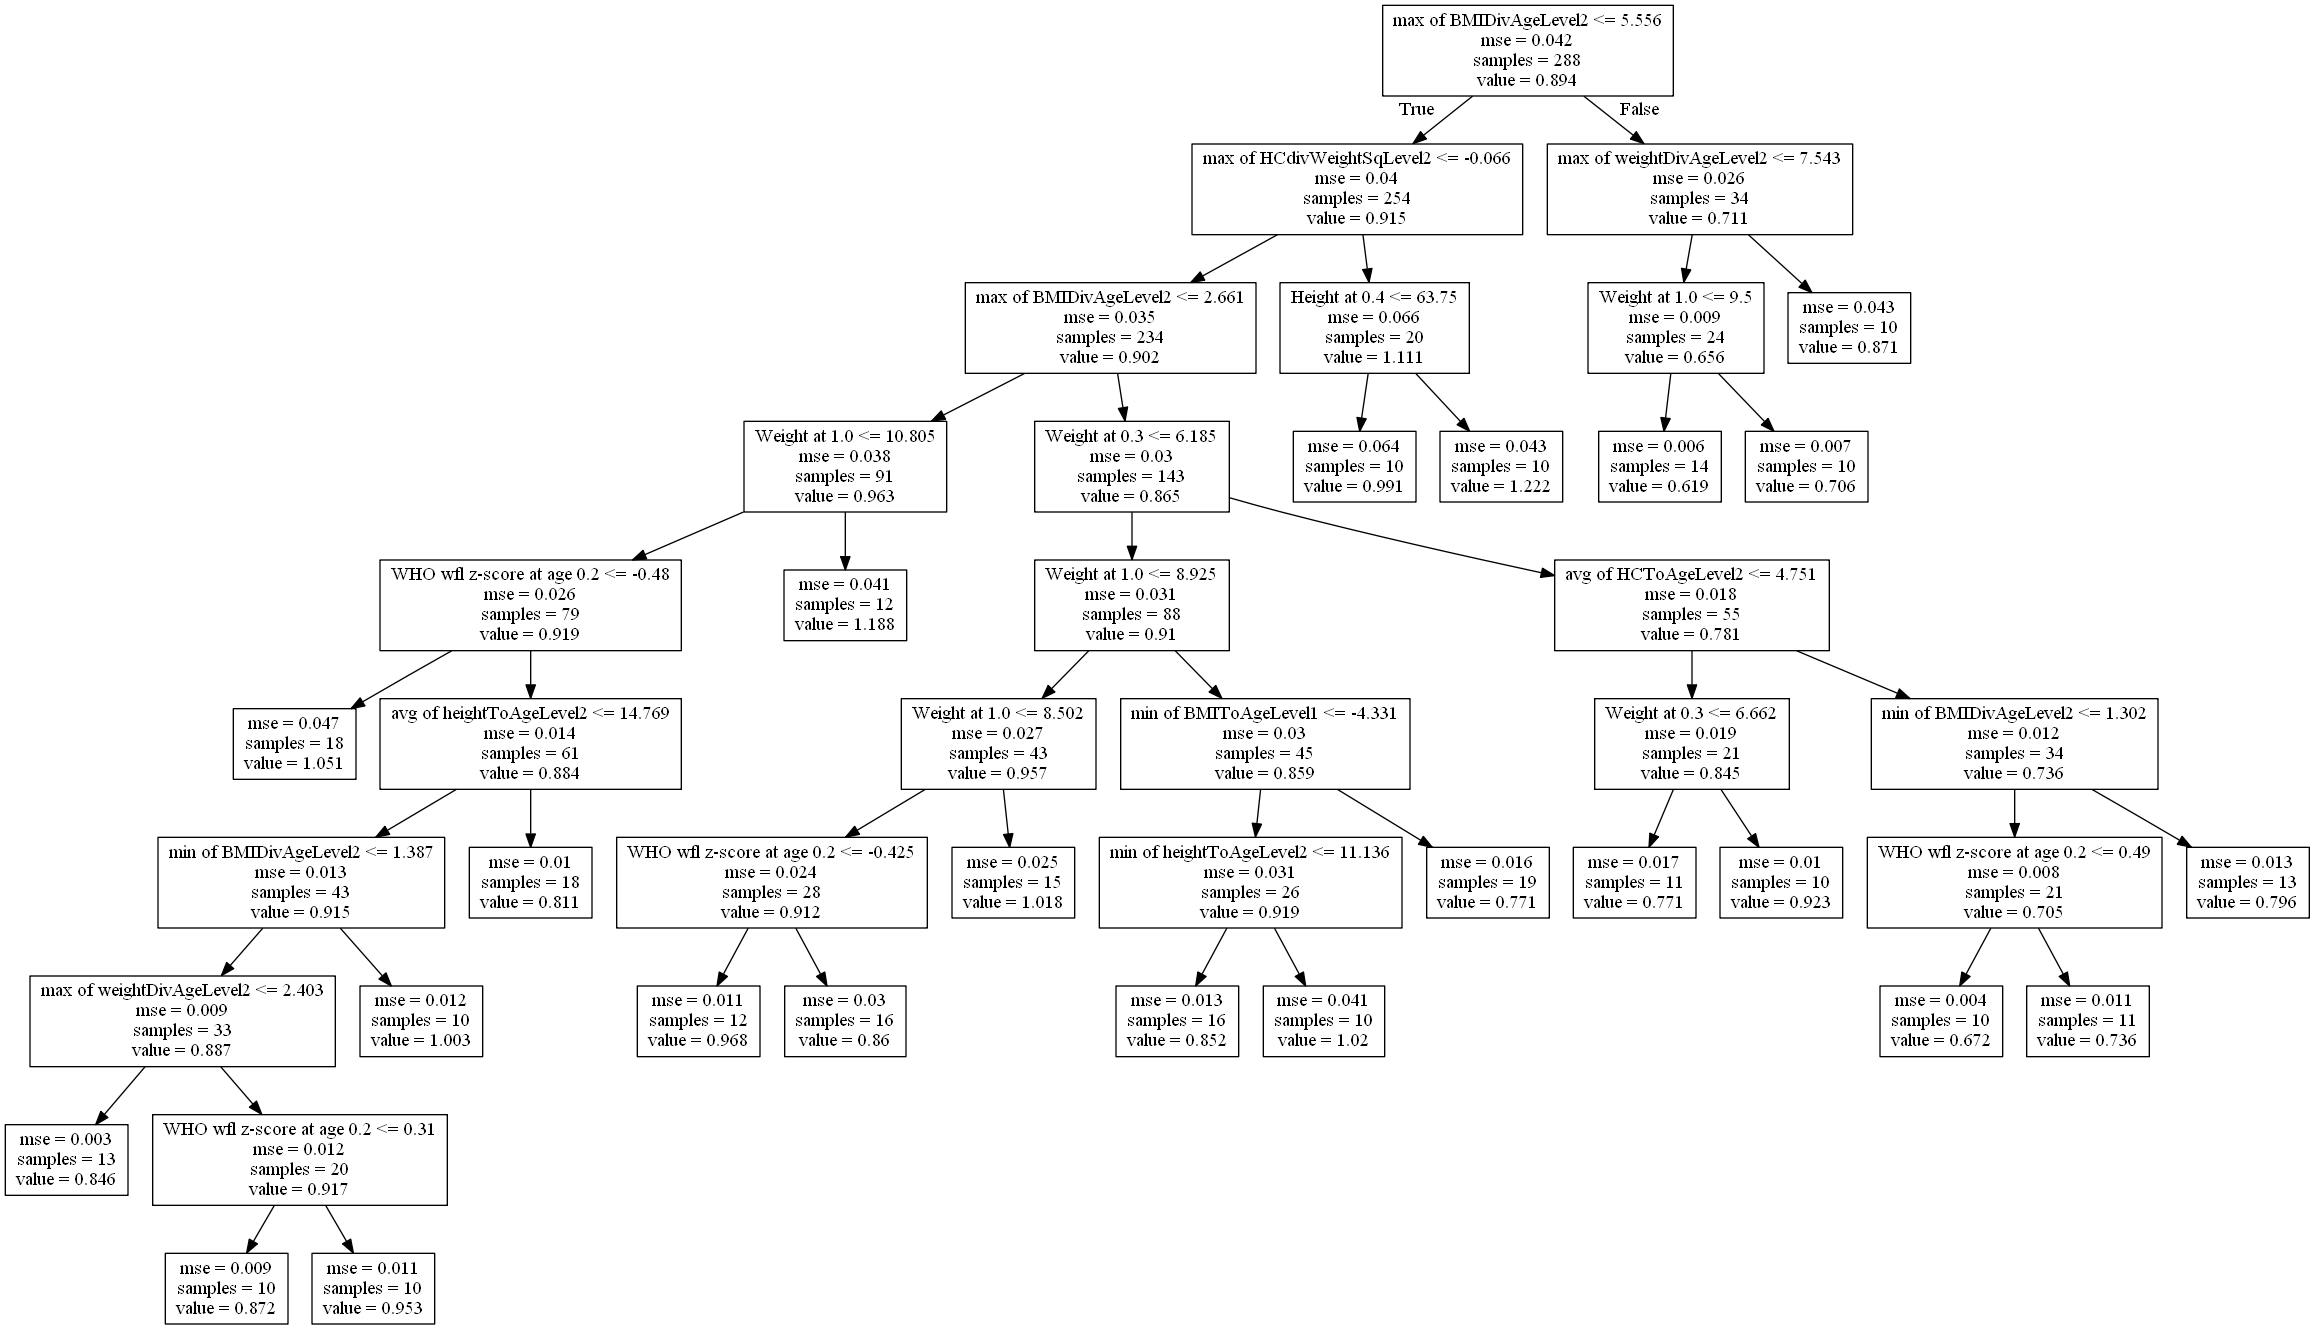 max of BMIDivAgeLevel2 <= 5.556
mse = 0.042
samples = 288
value = 0.894
True
False
max of HCdivWeightSqLevel2 <= -0.066
mse = 0.04
samples = 254
value = 0.915
max of weightDivAgeLevel2 <= 7.543
mse = 0.026
samples = 34
value = 0.711
max of BMIDivAgeLevel2 <= 2.661
mse = 0.035
samples = 234
value = 0.902
Height at 0.4 <= 63.75
mse = 0.066
samples = 20
value = 1.111
Weight at 1.0 <= 9.5
mse = 0.009
samples = 24
value = 0.656
mse = 0.043
samples = 10
value = 0.871
Weight at 1.0 <= 10.805
mse = 0.038
samples = 91
value = 0.963
Weight at 0.3 <= 6.185
mse = 0.03
samples = 143
value = 0.865
mse = 0.064
samples = 10
value = 0.991
mse = 0.043
samples = 10
value = 1.222
mse = 0.006
samples = 14
value = 0.619
mse = 0.007
samples = 10
value = 0.706
WHO wfl z-score at age 0.2 <= -0.48
mse = 0.026
samples = 79
value = 0.919
mse = 0.041
samples = 12
value = 1.188
Weight at 1.0 <= 8.925
mse = 0.031
samples = 88
value = 0.91
avg of HCToAgeLevel2 <= 4.751
mse = 0.018
samples = 55
value = 0.781
mse = 0.047
samples = 18
value = 1.051
avg of heightToAgeLevel2 <= 14.769
mse = 0.014
samples = 61
value = 0.884
Weight at 1.0 <= 8.502
mse = 0.027
samples = 43
value = 0.957
min of BMIToAgeLevel1 <= -4.331
mse = 0.03
samples = 45
value = 0.859
Weight at 0.3 <= 6.662
mse = 0.019
samples = 21
value = 0.845
min of BMIDivAgeLevel2 <= 1.302
mse = 0.012
samples = 34
value = 0.736
min of BMIDivAgeLevel2 <= 1.387
mse = 0.013
samples = 43
value = 0.915
mse = 0.01
samples = 18
value = 0.811
WHO wfl z-score at age 0.2 <= -0.425
mse = 0.024
samples = 28
value = 0.912
mse = 0.025
samples = 15
value = 1.018
min of heightToAgeLevel2 <= 11.136
mse = 0.031
samples = 26
value = 0.919
mse = 0.016
samples = 19
value = 0.771
mse = 0.017
samples = 11
value = 0.771
mse = 0.01
samples = 10
value = 0.923
WHO wfl z-score at age 0.2 <= 0.49
mse = 0.008
samples = 21
value = 0.705
mse = 0.013
samples = 13
value = 0.796
max of weightDivAgeLevel2 <= 2.403
mse = 0.009
samples = 33
value = 0.887
mse = 0.012
samples = 10
value = 1.003
mse = 0.011
samples = 12
value = 0.968
mse = 0.03
samples = 16
value = 0.86
mse = 0.013
samples = 16
value = 0.852
mse = 0.041
samples = 10
value = 1.02
mse = 0.004
samples = 10
value = 0.672
mse = 0.011
samples = 11
value = 0.736
mse = 0.003
samples = 13
value = 0.846
WHO wfl z-score at age 0.2 <= 0.31
mse = 0.012
samples = 20
value = 0.917
mse = 0.009
samples = 10
value = 0.872
mse = 0.011
samples = 10
value = 0.953